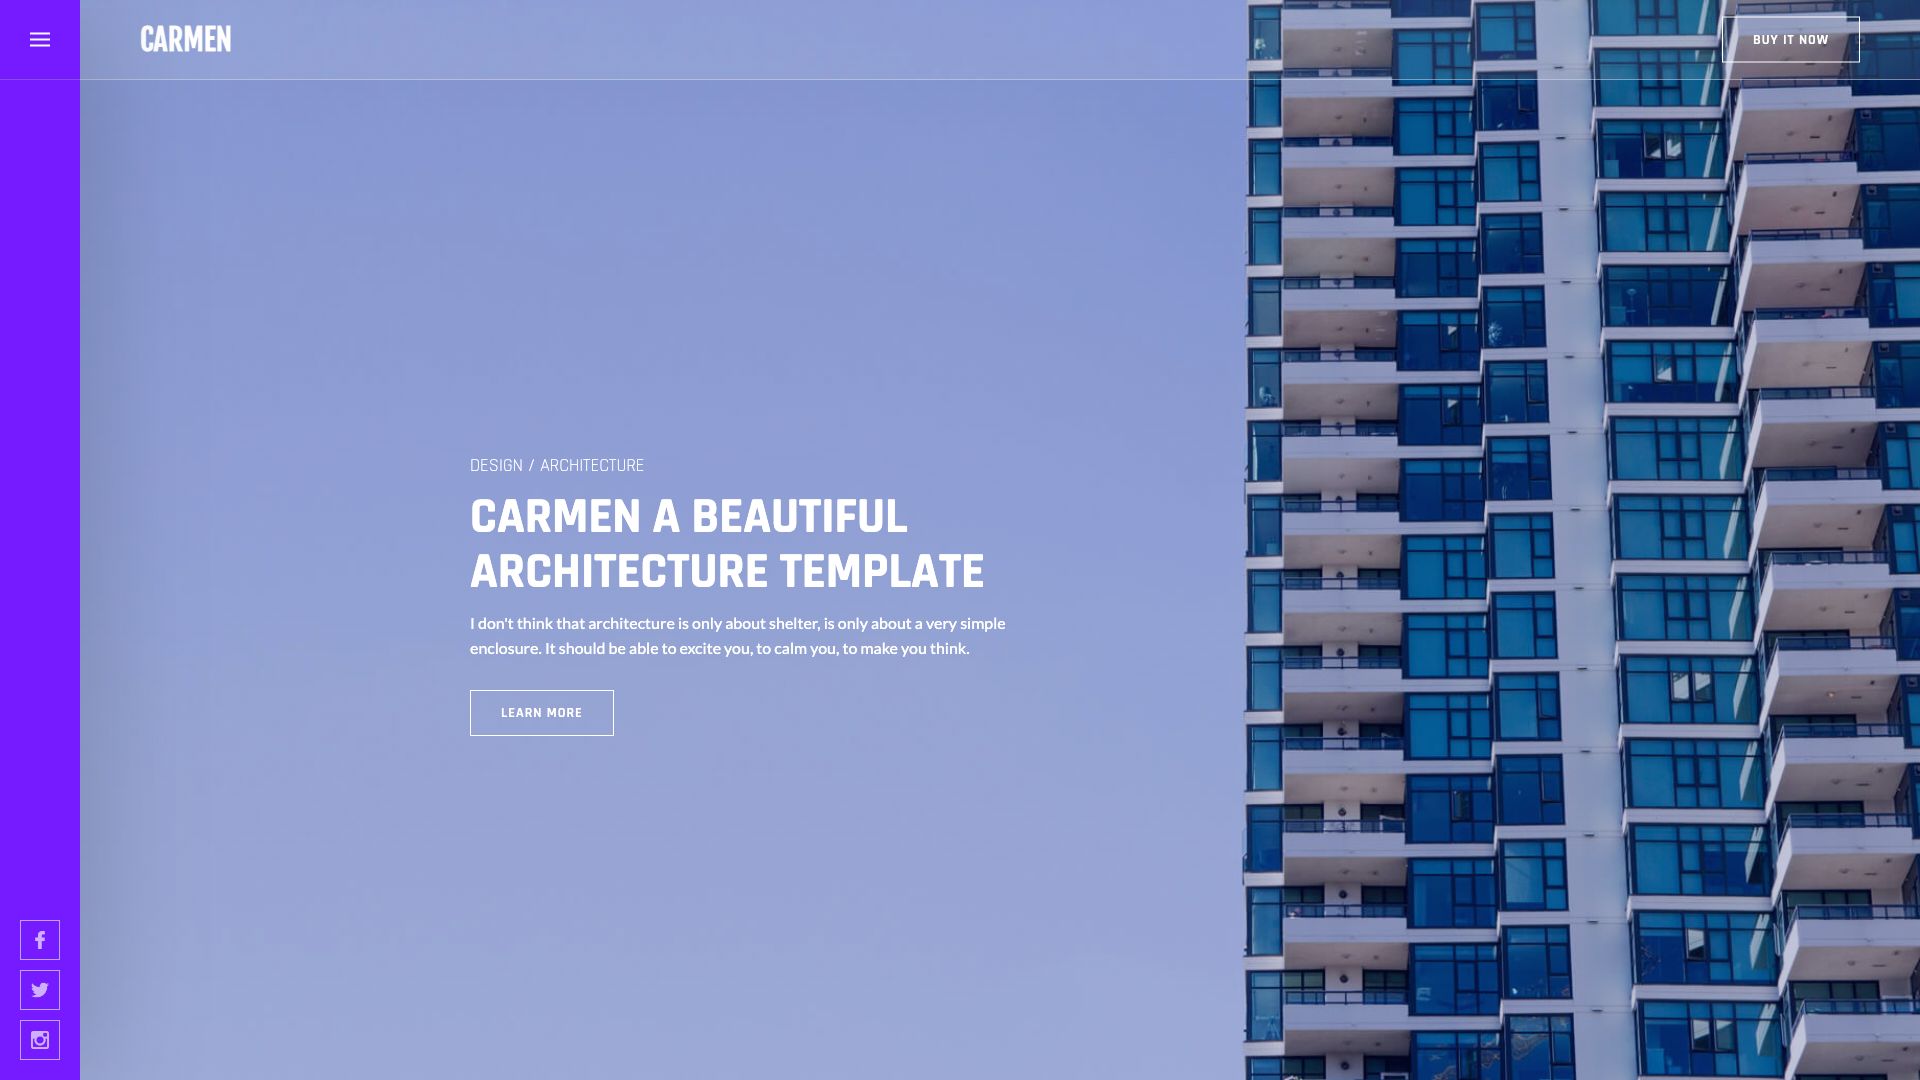 CARMEN
BUY IT NOW
DESIGN / ARCHITECTURE
CARMEN A BEAUTIFUL
ARCHITECTURE TEMPLATE
I don't think that architecture is only about shelter, is only about a very simple
enclosure. It should be able to excite you, to calm you, to make you think.
LEARN MORE